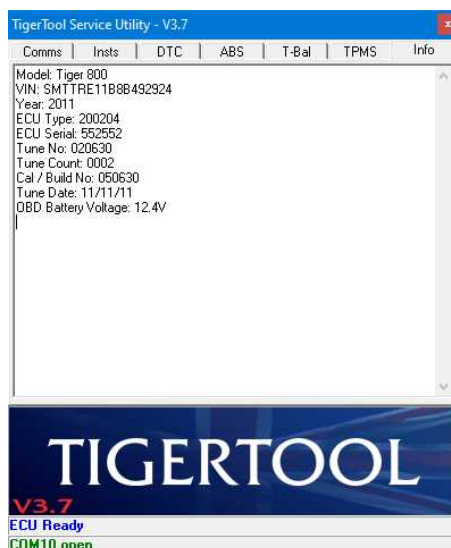 TigerTool Service Utility - V3.7
x
Comms Insts DTC ABS T-Bal TPMS Info
Model: Tiger 800
VIN: SMTTRE11B8B492924
Year: 2011
ECU Type: 200204
ECU Serial: 552552
Tune No: 020630
Tune Count: 0002
Cal / Build No: 050630
Tune Date: 11/11/11
OBD Battery Voltage: 12.4V
TIGERTOOL
V3.7
ECU Ready
COM10 open